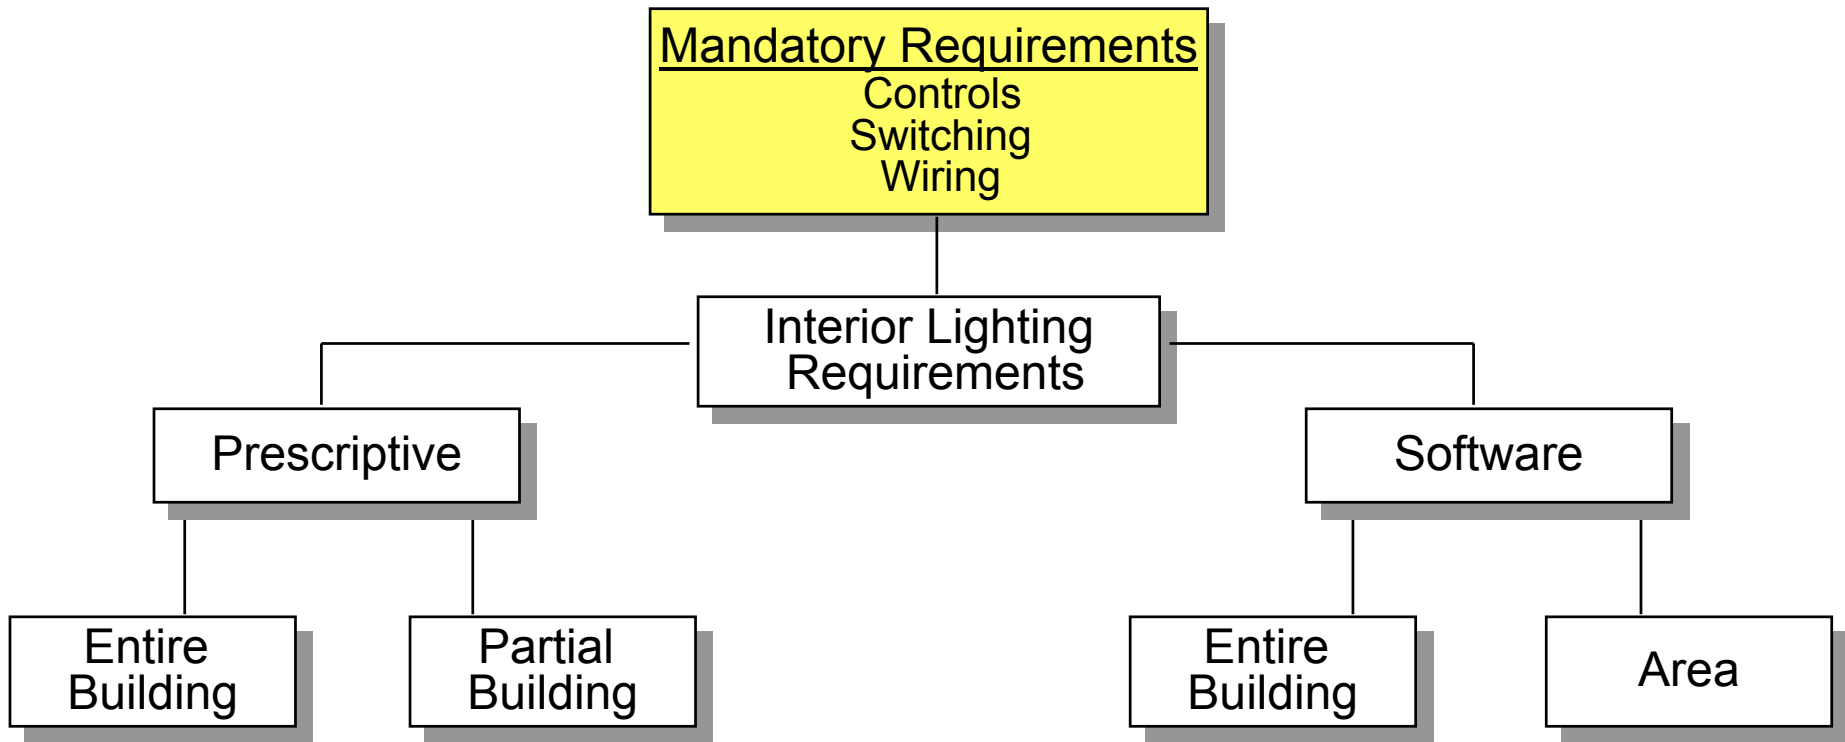 Mandatory Requirements
Controls
Switching
Wiring
Interior Lighting
Requirements
Prescriptive
Software
Entire
Building
Partial
Building
Entire
Building
Area